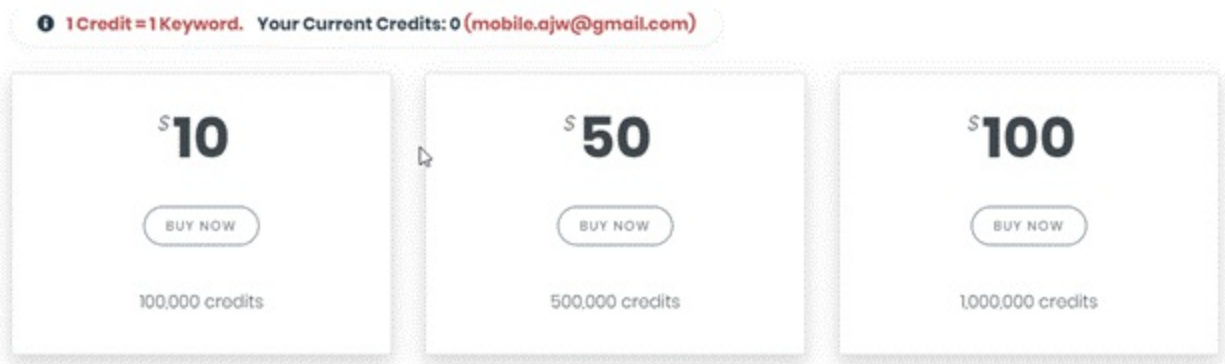 1 Credit = 1 Keyword. Your Current Credits: 0 (mobile.ajw@gmail.com)
$10
$50
$100
BUY NOW
BUY NOW
BUY NOW
100,000 credits
500,000 credits
1,000,000 credits